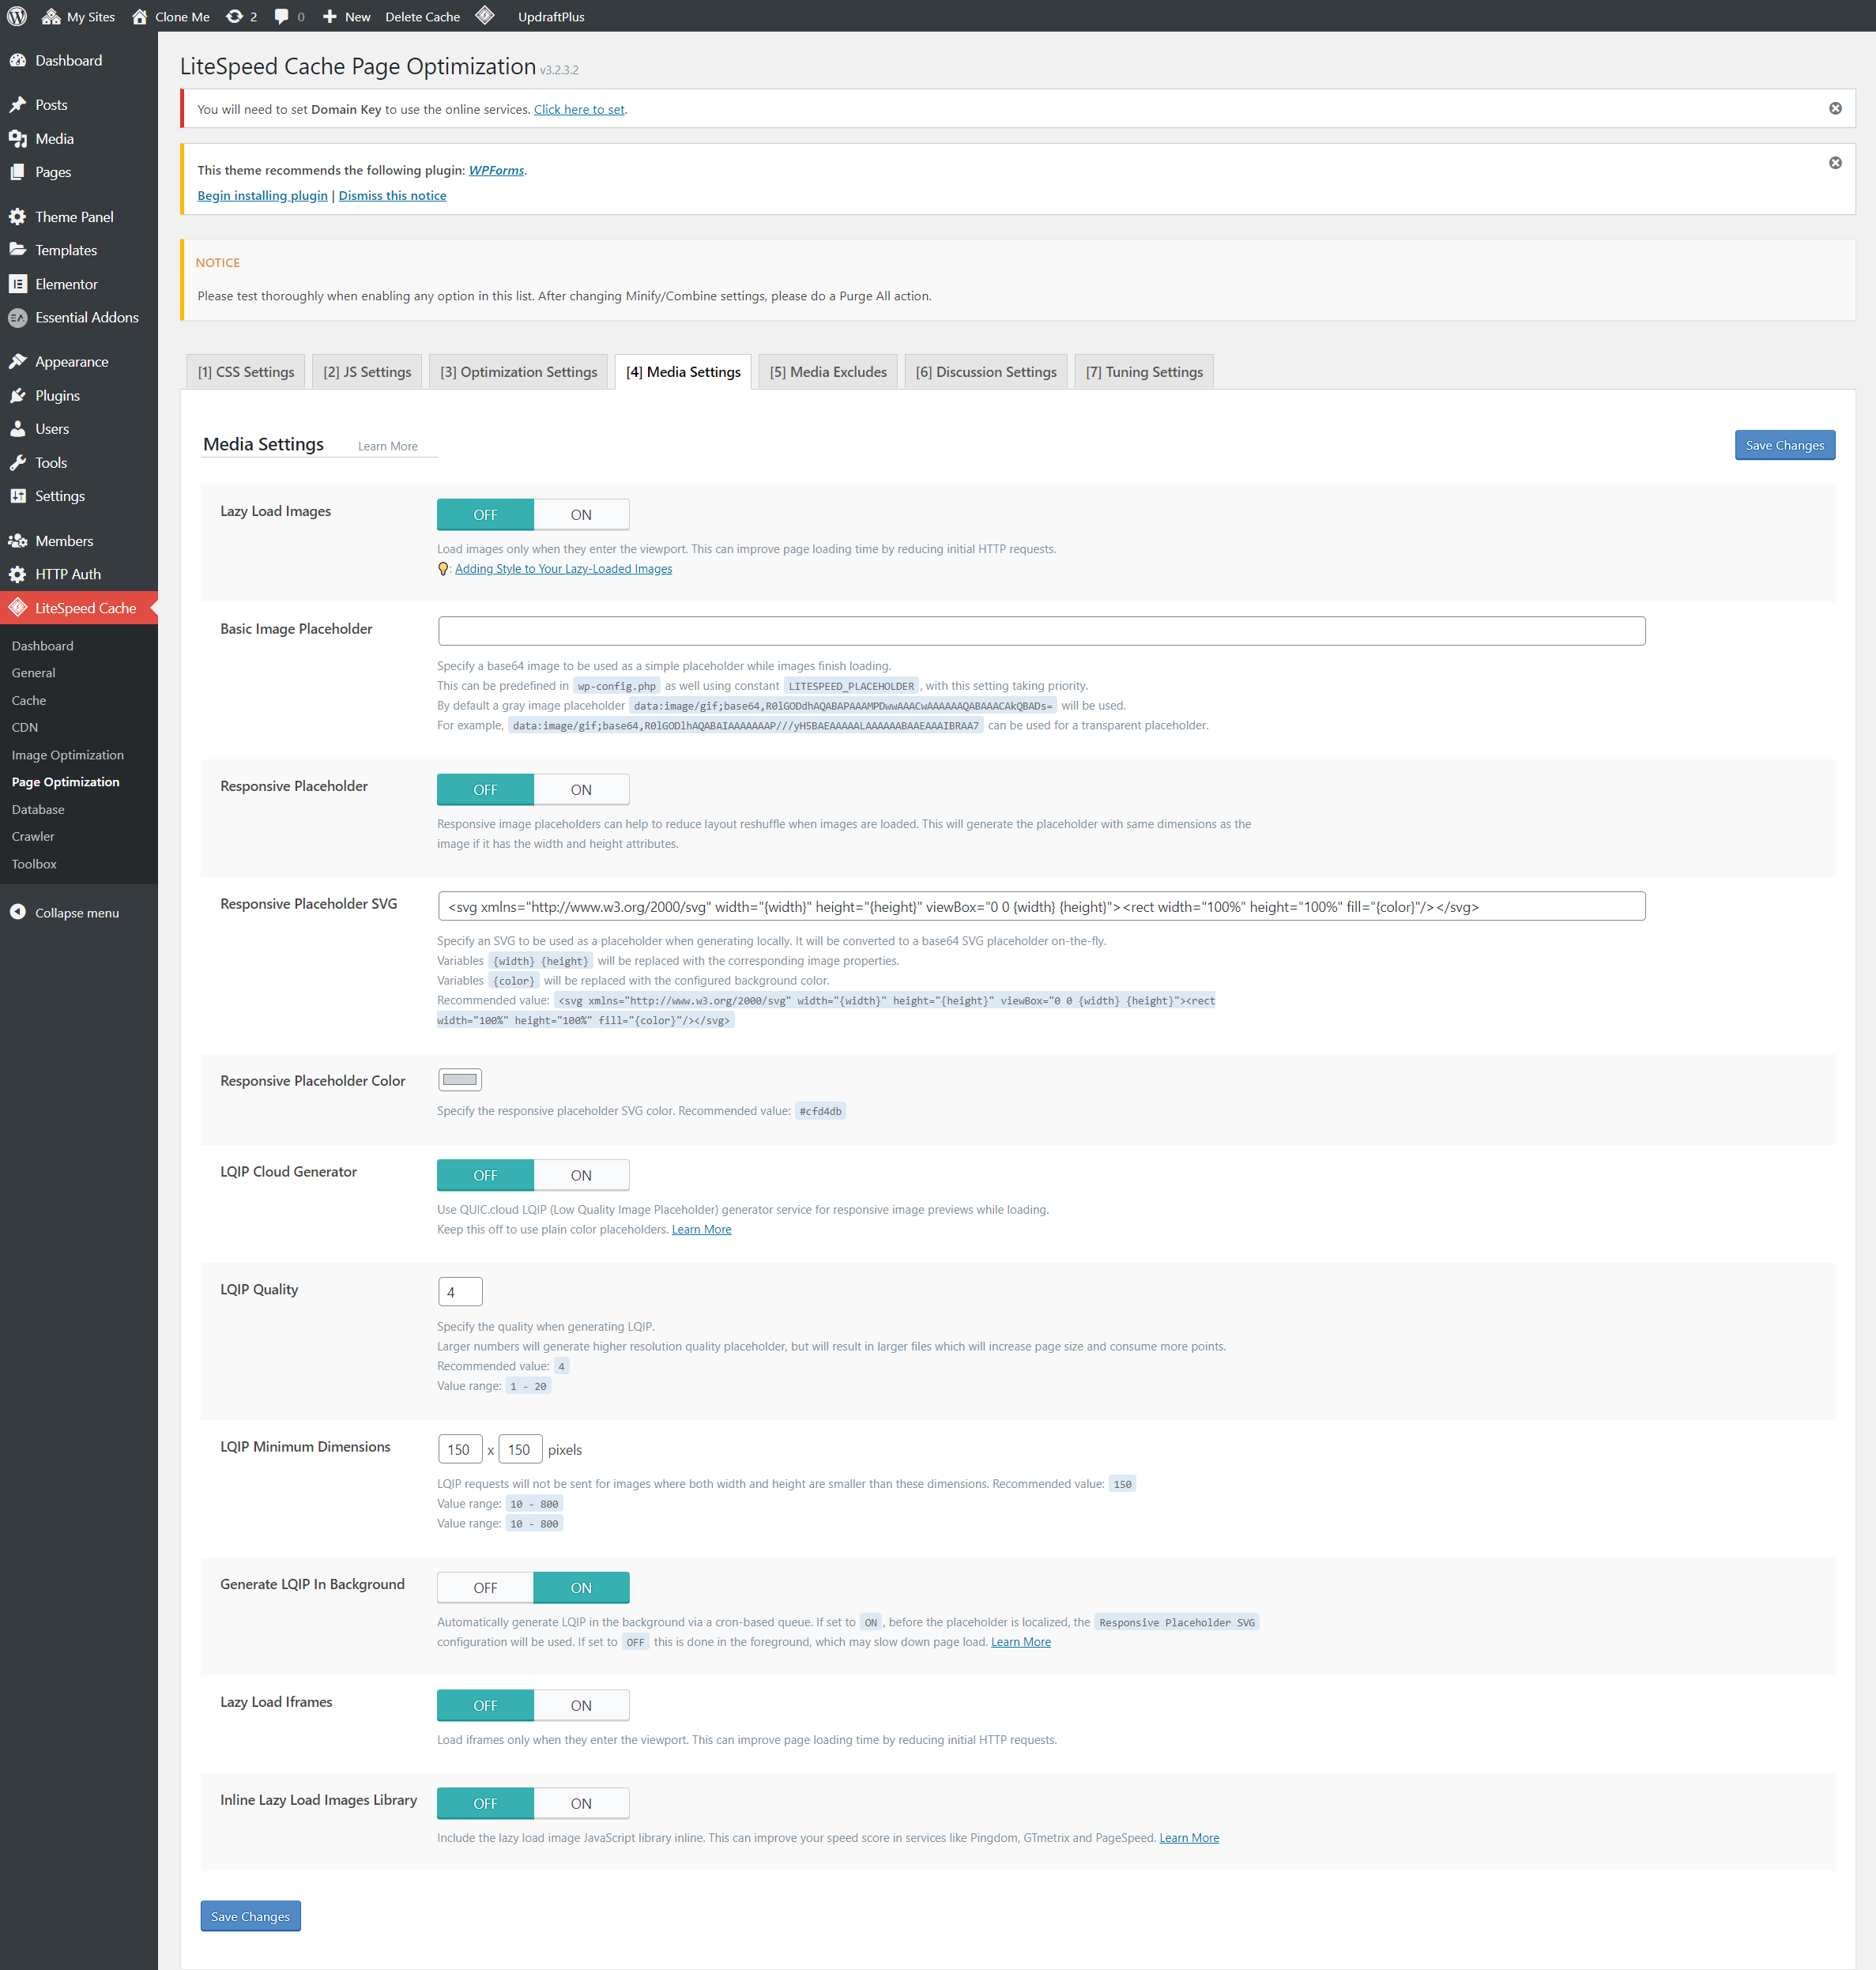 My Sites Clone Me 2 0 New Delete Cache UpdraftPlus
Dashboard
Posts
Media
Pages
Theme Panel
Templates
Elementor
Essential Addons
Appearance
Plugins
Users
Tools
Settings
Members
HTTP Auth
LiteSpeed Cache
Dashboard
General
Cache
CDN
Image Optimization
Page Optimization
Database
Crawler
Toolbox
Collapse menu
LiteSpeed Cache Page Optimization v3.2.3.2
You will need to set Domain Key to use the online services. Click here to set.
This theme recommends the following plugin: WPForms.
Begin installing plugin | Dismiss this notice
NOTICE
Please test thoroughly when enabling any option in this list. After changing Minify/Combine settings, please do a Purge All action.
[1] CSS Settings [2] JS Settings [3] Optimization Settings [4] Media Settings [5] Media Excludes [6] Discussion Settings [7] Tuning Settings
Media Settings Learn More Save Changes
Lazy Load Images OFF ON
Load images only when they enter the viewport. This can improve page loading time by reducing initial HTTP requests.
: Adding Style to Your Lazy-Loaded Images
Basic Image Placeholder
Specify a base64 image to be used as a simple placeholder while images finish loading.
This can be predefined in wp-config.php as well using constant LITESPEED_PLACEHOLDER, with this setting taking priority.
By default a gray image placeholder data:image/gif;base64,R0lGODdhAQABAPAAAMPDwwAAACwAAAAAAQABAAACAkQBADs= will be used.
For example, data:image/gif;base64,R0lGODlhAQABAIAAAAAAAP///yH5BAEAAAAALAAAAAABAAEAAAIBRAA7 can be used for a transparent placeholder.
Responsive Placeholder OFF ON
Responsive image placeholders can help to reduce layout reshuffle when images are loaded. This will generate the placeholder with same dimensions as the
image if it has the width and height attributes.
Responsive Placeholder SVG <svg xmlns="http://www.w3.org/2000/svg" width="{width}" height="{height}" viewBox="0 0 {width} {height}"><rect width="100%" height="100%" fill="{color}"/></svg>
Specify an SVG to be used as a placeholder when generating locally. It will be converted to a base64 SVG placeholder on-the-fly.
Variables {width} {height} will be replaced with the corresponding image properties.
Variables {color} will be replaced with the configured background color.
Recommended value: <svg xmlns="http://www.w3.org/2000/svg" width="{width}" height="{height}" viewBox="0 0 {width} {height}"><rect
width="100%" height="100%" fill="{color}"/></svg>
Responsive Placeholder Color
Specify the responsive placeholder SVG color. Recommended value: #cfd4db
LQIP Cloud Generator OFF ON
Use QUIC.cloud LQIP (Low Quality Image Placeholder) generator service for responsive image previews while loading.
Keep this off to use plain color placeholders. Learn More
LQIP Quality 4
Specify the quality when generating LQIP.
Larger numbers will generate higher resolution quality placeholder, but will result in larger files which will increase page size and consume more points.
Recommended value: 4
Value range: 1 - 20
LQIP Minimum Dimensions 150 x 150 pixels
LQIP requests will not be sent for images where both width and height are smaller than these dimensions. Recommended value: 150
Value range: 10 - 800
Value range: 10 - 800
Generate LQIP In Background OFF ON
Automatically generate LQIP in the background via a cron-based queue. If set to ON, before the placeholder is localized, the Responsive Placeholder SVG
configuration will be used. If set to OFF this is done in the foreground, which may slow down page load. Learn More
Lazy Load Iframes OFF ON
Load iframes only when they enter the viewport. This can improve page loading time by reducing initial HTTP requests.
Inline Lazy Load Images Library OFF ON
Include the lazy load image JavaScript library inline. This can improve your speed score in services like Pingdom, GTmetrix and PageSpeed. Learn More
Save Changes